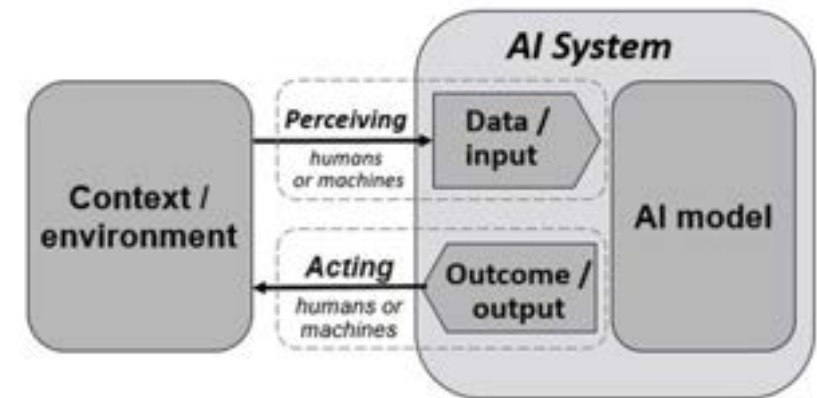 AI System
Perceiving
humans
or machines
Data /
input
Context /
environment
AI model
Acting
humans or
machines
Outcome /
output